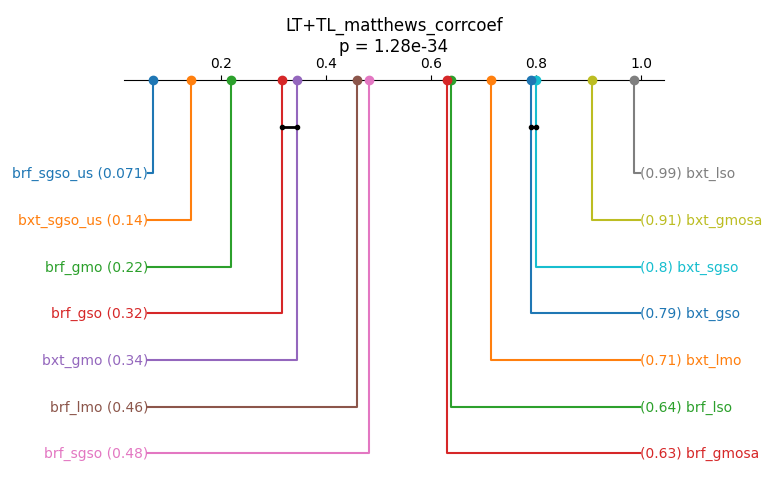 LT+TL_matthews_corrcoef
p = 1.28e-34
0.2 0.4 0.6 0.8 1.0
brf_sgso_us (0.071) (0.99) bxt_lso
bxt_sgso_us (0.14) (0.91) bxt_gmosa
brf_gmo (0.22) (0.8) bxt_sgso
brf_gso (0.32) (0.79) bxt_gso
bxt_gmo (0.34) (0.71) bxt_lmo
brf_lmo (0.46) (0.64) brf_lso
brf_sgso (0.48) (0.63) brf_gmosa